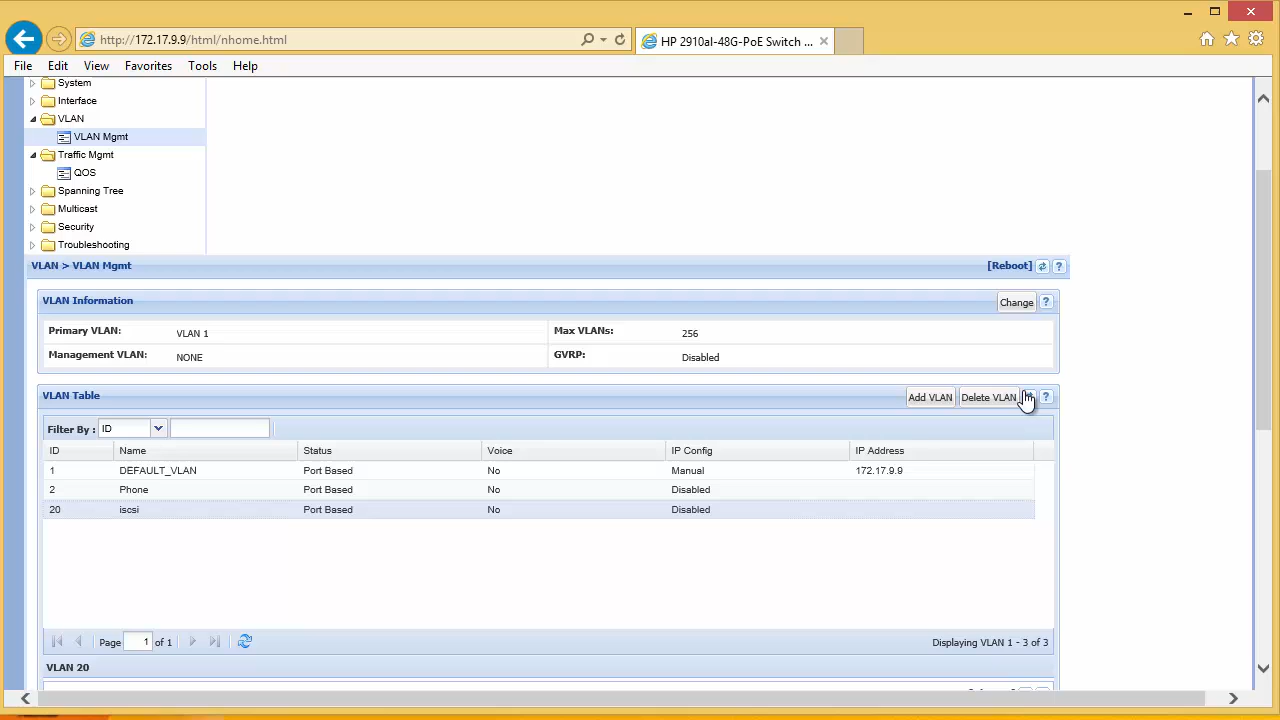 http://172.17.9.9/html/nhome.html
HP 2910al-48G-PoE Switch ...
File Edit View Favorites Tools Help
System
Interface
VLAN
VLAN Mgmt
Traffic Mgmt
QOS
Spanning Tree
Multicast
Security
Troubleshooting
VLAN > VLAN Mgmt [Reboot] ?
VLAN Information Change ?
Primary VLAN: VLAN 1 Max VLANs: 256
Management VLAN: NONE GVRP: Disabled
VLAN Table Add VLAN Delete VLAN ?
Filter By : ID
ID Name Status Voice IP Config IP Address
1 DEFAULT_VLAN Port Based No Manual 172.17.9.9
2 Phone Port Based No Disabled
20 iscsi Port Based No Disabled
Page 1 of 1 Displaying VLAN 1 - 3 of 3
VLAN 20